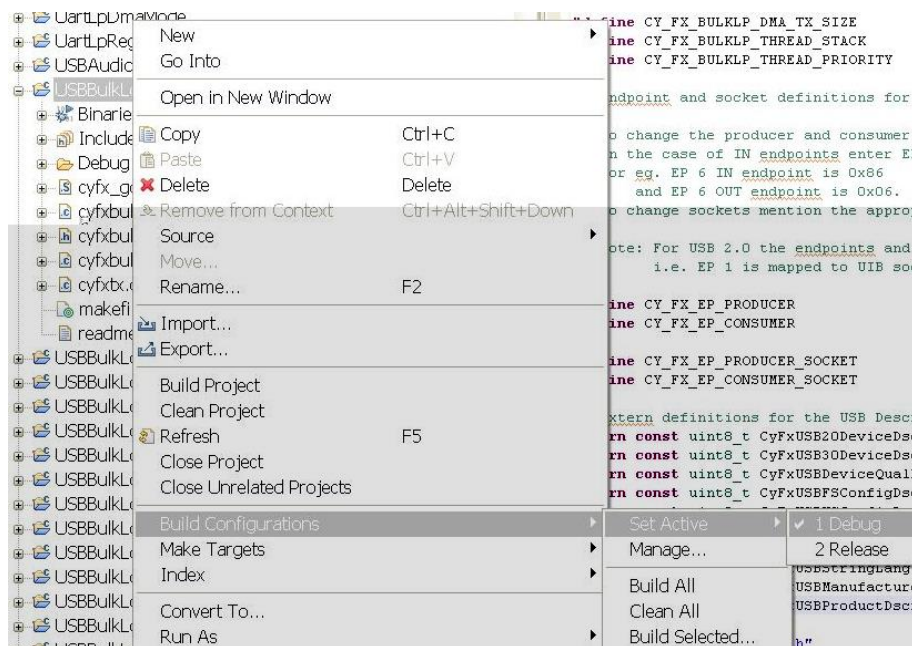 UartLpDmaMode
UartLpReg
USBAudio
USBBulkL
Binarie
Include
Debug
cyfx_g
cyfxbul
cyfxbul
cyfxbul
cyfxtx.c
makefi
readme
USBBulkL
USBBulkL
USBBulkL
USBBulkL
USBBulkL
USBBulkL
USBBulkL
USBBulkL
USBBulkL
USBBulkL
USBBulkL
USBBulkL
New
Go Into
Open in New Window
Copy Ctrl+C
Paste Ctrl+V
Delete Delete
Remove from Context Ctrl+Alt+Shift+Down
Source
Move...
Rename... F2
Import...
Export...
Build Project
Clean Project
Refresh F5
Close Project
Close Unrelated Projects
Build Configurations
Make Targets
Index
Convert To...
Run As
Set Active
Manage...
Build All
Clean All
Build Selected...
1 Debug
2 Release
fine CY_FX_BULKLP_DMA_TX_SIZE
ine CY_FX_BULKLP_THREAD_STACK
ine CY_FX_BULKLP_THREAD_PRIORITY
ndpoint and socket definitions for
o change the producer and consumer
n the case of IN endpoints enter E
or eg. EP 6 IN endpoint is 0x86
and EP 6 OUT endpoint is 0x06.
o change sockets mention the appro
ote: For USB 2.0 the endpoints and
i.e. EP 1 is mapped to UIB so
ine CY_FX_EP_PRODUCER
ine CY_FX_EP_CONSUMER
ine CY_FX_EP_PRODUCER_SOCKET
ine CY_FX_EP_CONSUMER_SOCKET
xtern definitions for the USB Desc
rn const uint8_t CyFxUSB20DeviceDs
rn const uint8_t CyFxUSB30DeviceDs
rn const uint8_t CyFxUSBDeviceQual
rn const uint8_t CyFxUSBFSConfigDs
USBStringLang
USBManufactur
USBProductDsc
h"